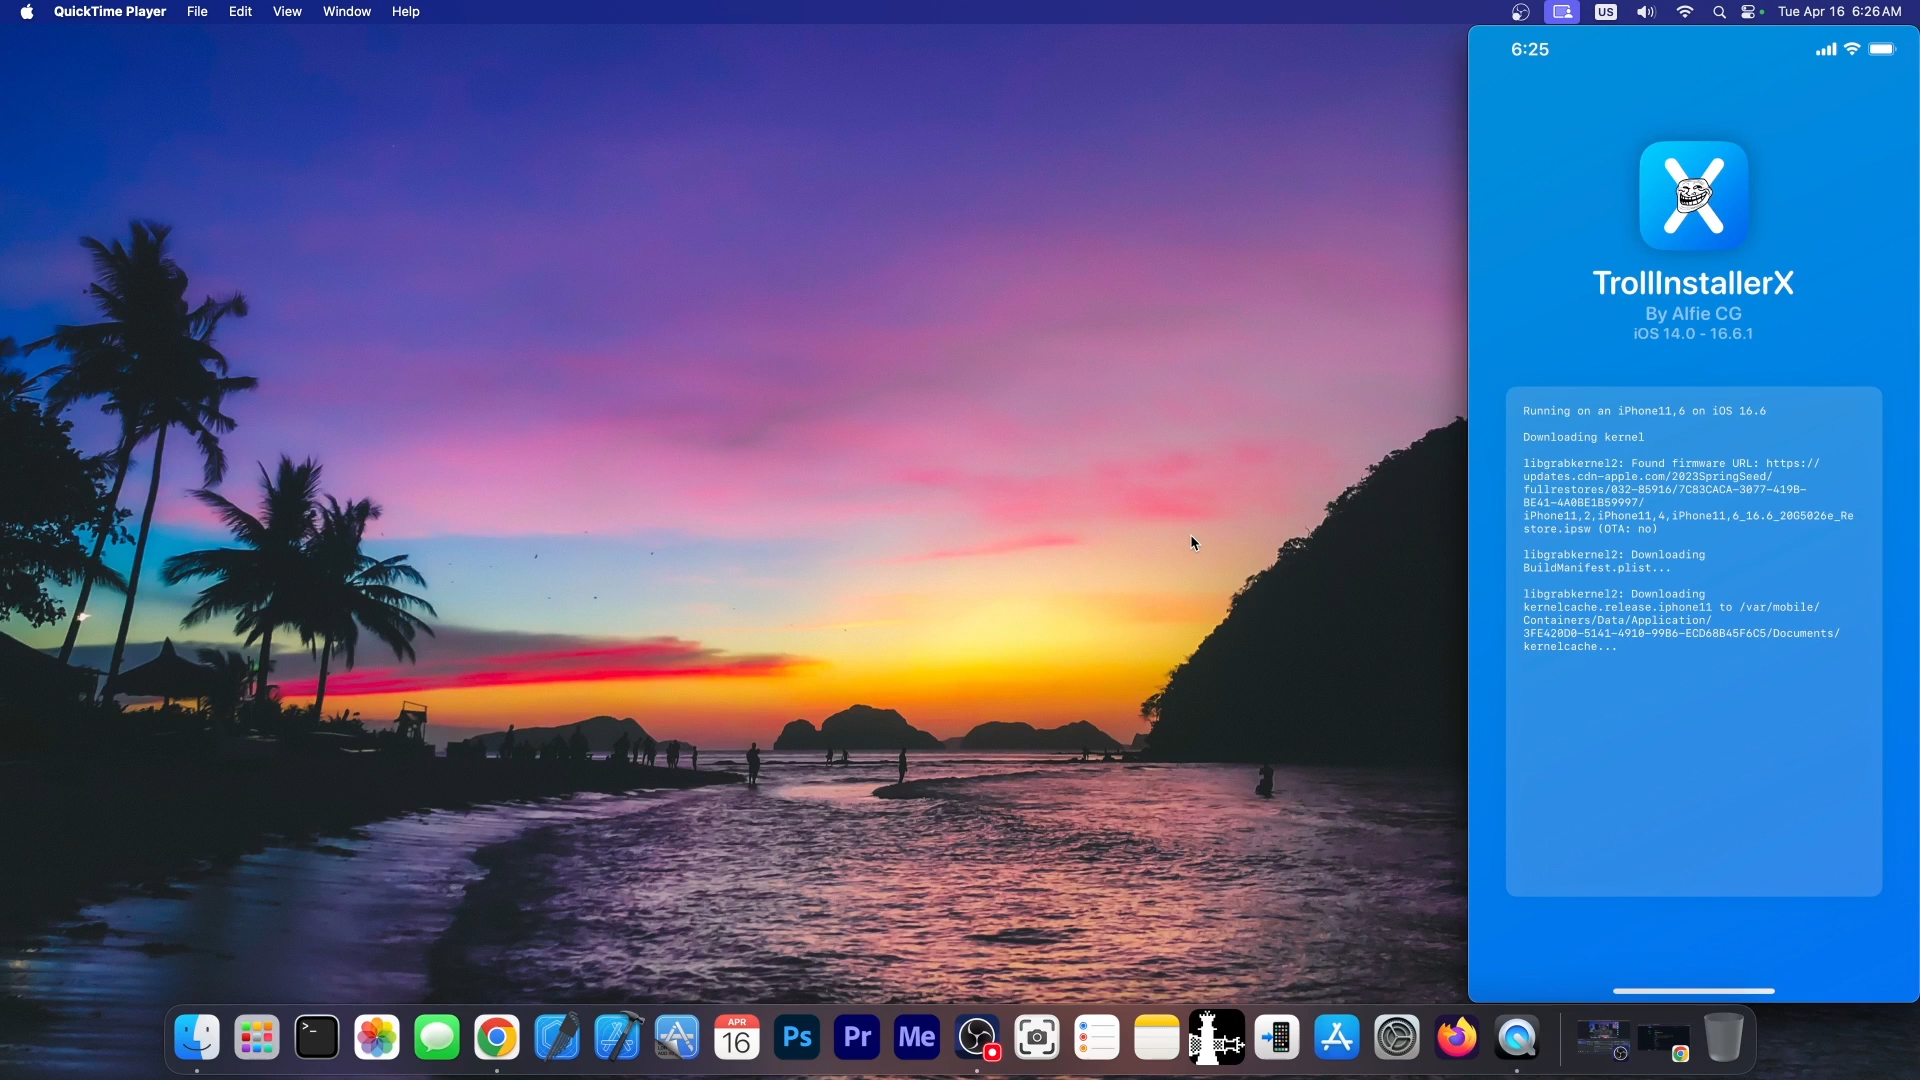 QuickTime Player File Edit View Window Help US Tue Apr 16 6:26 AM
6:25
TrollInstallerX
By Alfie CG
iOS 14.0 - 16.6.1
Running on an iPhone11,6 on iOS 16.6
Downloading kernel
libgrabkernel2: Found firmware URL: https://
updates.cdn-apple.com/2023SpringSeed/
fullrestores/032-85916/7C83CACA-3077-419B-
BE41-4A0BE1B59997/
iPhone11,2,iPhone11,4,iPhone11,6_16.6_20G5026e_Re
store.ipsw (OTA: no)
libgrabkernel2: Downloading
BuildManifest.plist...
libgrabkernel2: Downloading
kernelcache.release.iphone11 to /var/mobile/
Containers/Data/Application/
3FE420D0-5141-4910-99B6-ECD68B45F6C5/Documents/
kernelcache...
>_
APR
16
Ps Pr Me